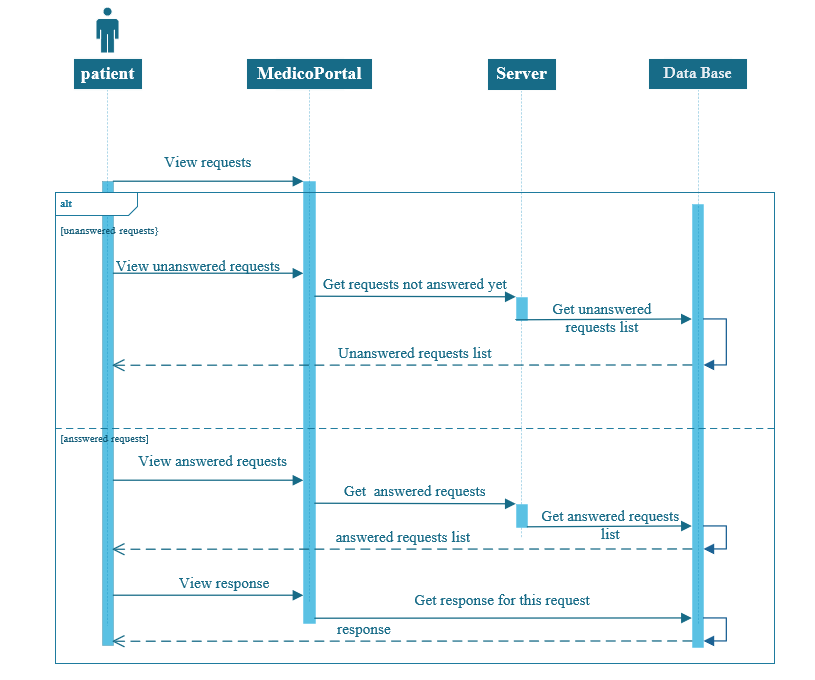 patient
MedicoPortal
Server
Data Base
View requests
alt
[unanswered requests}
View unanswered requests
Get requests not answered yet
Get unanswered
requests list
Unanswered requests list
[ansswered requests]
View answered requests
Get answered requests
Get answered requests
list
answered requests list
View response
Get response for this request
response